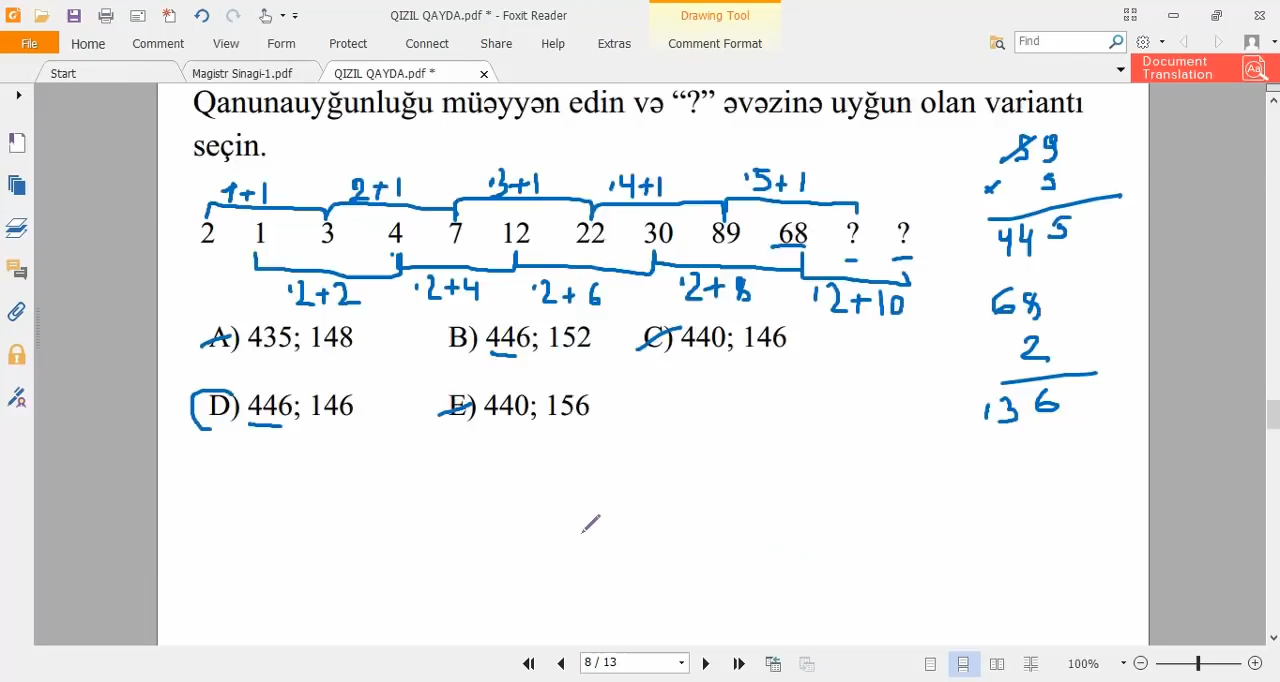 QIZIL QAYDA.pdf * - Foxit Reader
Drawing Tool
File Home Comment View Form Protect Connect Share Help Extras Comment Format Find
Start Magistr Sinagi-1.pdf QIZIL QAYDA.pdf * Document Translation
Qanunauyğunluğu müəyyən edin və “?” əvəzinə uyğun olan variantı
seçin.
·1+1 ·2+1 ·3+1 ·4+1 ·5+1
2 1 3 4 7 12 22 30 89 68 ? ?
·2+2 ·2+4 ·2+6 ·2+8 ·2+10
A) 435; 148 B) 446; 152 C) 440; 146
D) 446; 146 E) 440; 156
89
× 5
445
68
2
136
8 / 13
100%